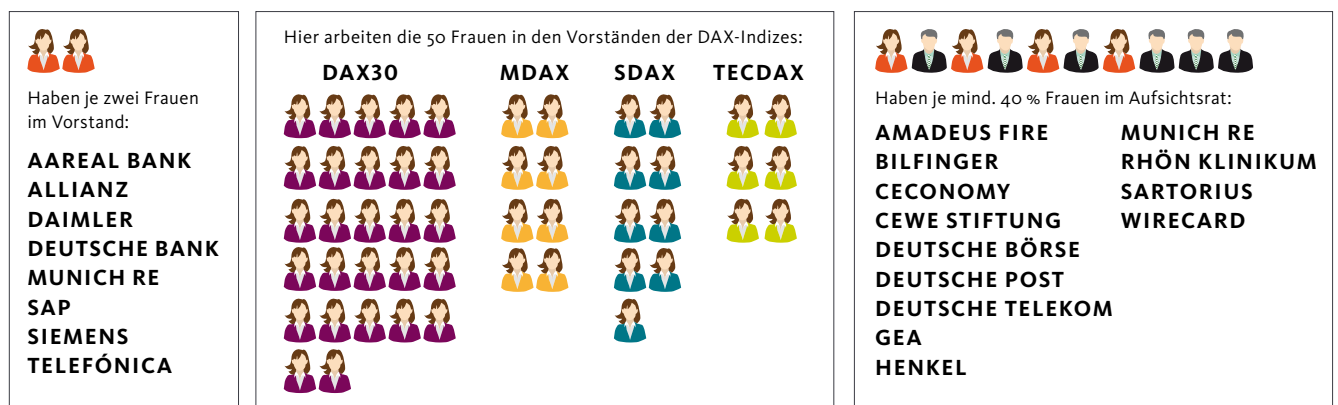 Haben je zwei Frauen
im Vorstand:
AAREAL BANK
ALLIANZ
DAIMLER
DEUTSCHE BANK
MUNICH RE
SAP
SIEMENS
TELEFÓNICA
Hier arbeiten die 50 Frauen in den Vorständen der DAX-Indizes:
DAX30 MDAX SDAX TECDAX
Haben je mind. 40 % Frauen im Aufsichtsrat:
AMADEUS FIRE
BILFINGER
CECONOMY
CEWE STIFTUNG
DEUTSCHE BÖRSE
DEUTSCHE POST
DEUTSCHE TELEKOM
GEA
HENKEL
MUNICH RE
RHÖN KLINIKUM
SARTORIUS
WIRECARD